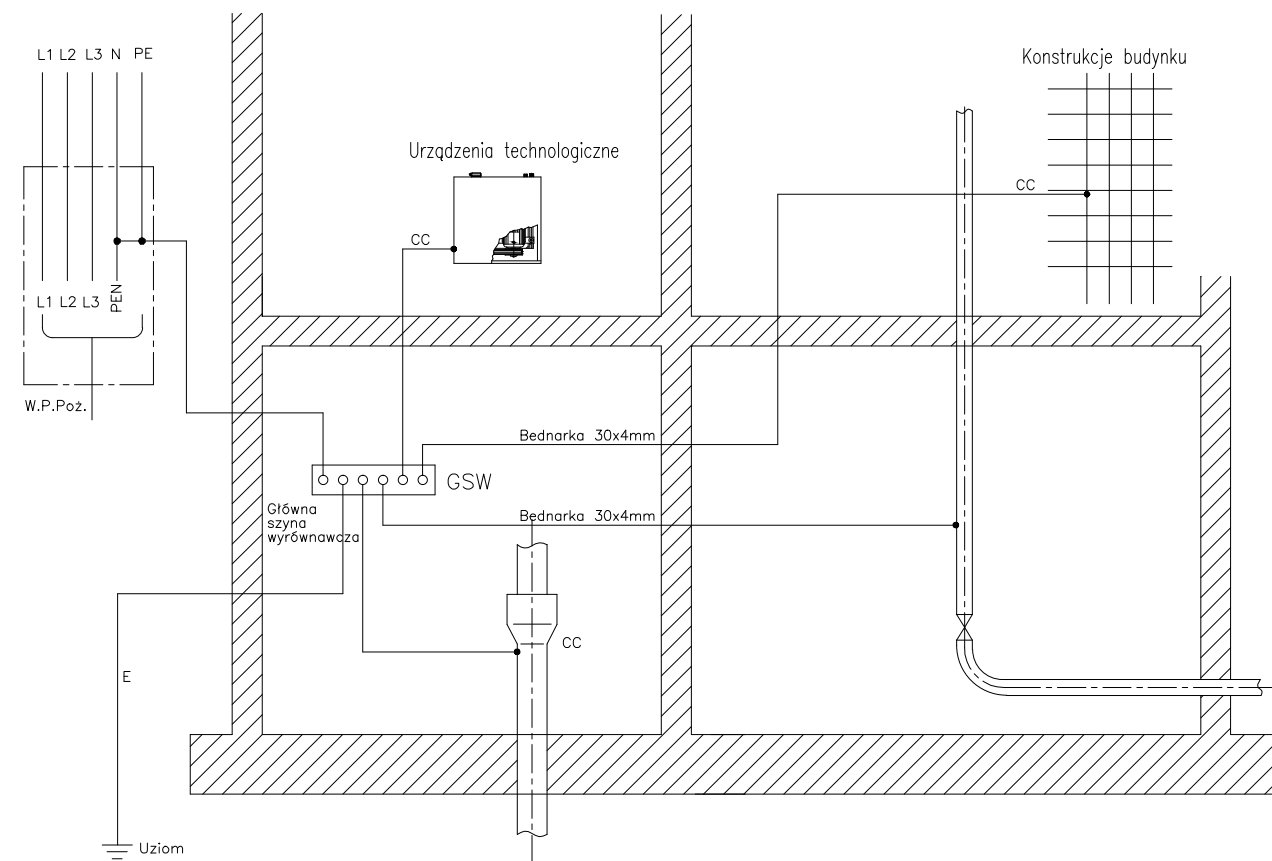 L1 L2 L3 N PE
Konstrukcje budynku
Urządzenia technologiczne
CC
CC
L1 L2 L3 PEN
W.P.Poż.
Bednarka 30x4mm
GSW
Główna
szyna
wyrównawcza
Bednarka 30x4mm
CC
E
Uziom